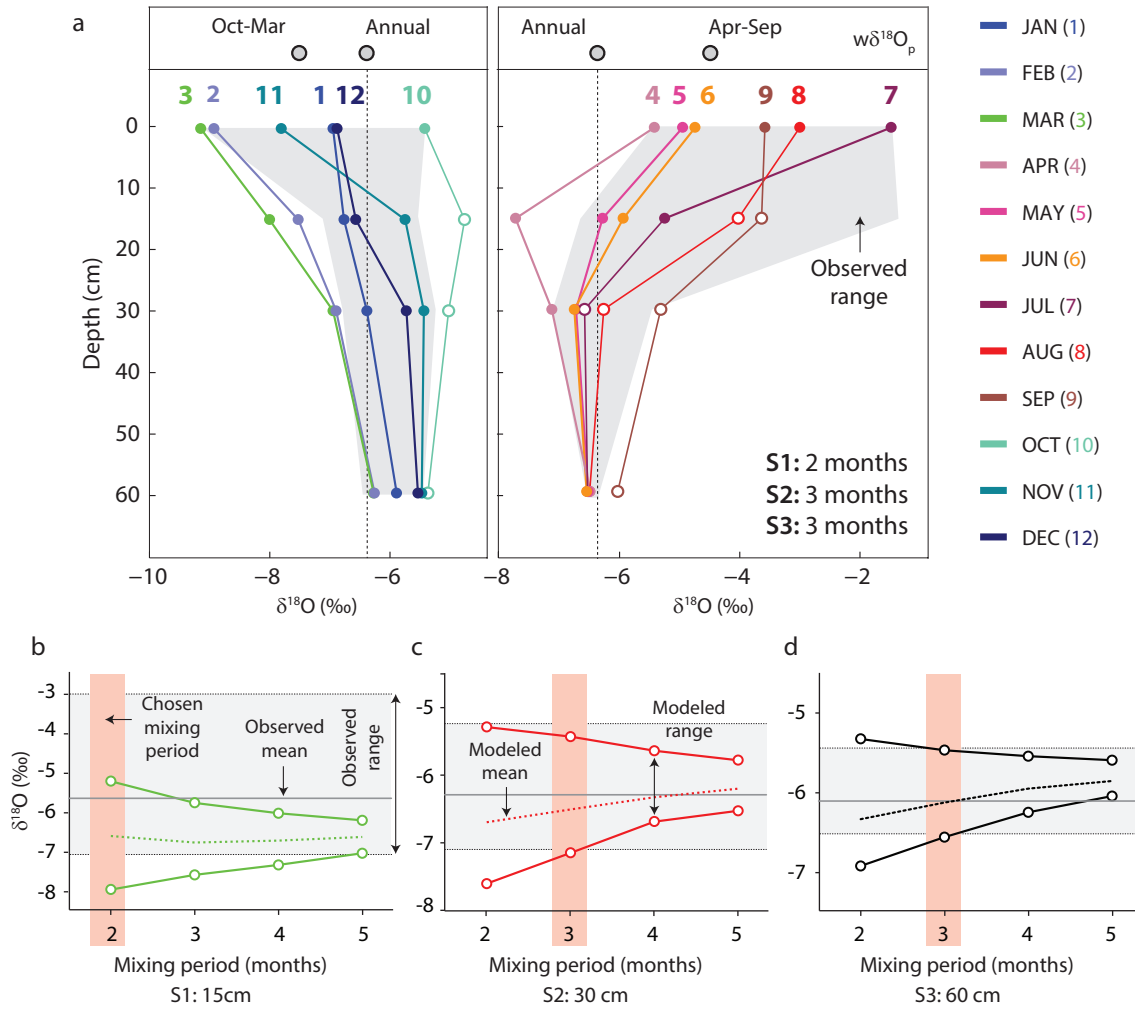 a
Oct-Mar
Annual
Annual
Apr-Sep
wδ¹⁸Oₚ
3
2
11
1
12
10
4
5
6
9
8
7
0
10
20
30
40
50
60
Depth (cm)
Observed
range
S1: 2 months
S2: 3 months
S3: 3 months
−10
−8
−6
−8
−6
−4
−2
δ¹⁸O (‰)
δ¹⁸O (‰)
JAN (1)
FEB (2)
MAR (3)
APR (4)
MAY (5)
JUN (6)
JUL (7)
AUG (8)
SEP (9)
OCT (10)
NOV (11)
DEC (12)
b
-3
-4
-5
-6
-7
-8
δ¹⁸O (‰)
Chosen
mixing
period
Observed
mean
Observed
range
2
3
4
5
Mixing period (months)
S1: 15cm
c
-5
-6
-7
-8
Modeled
mean
Modeled
range
2
3
4
5
Mixing period (months)
S2: 30 cm
d
-5
-6
-7
2
3
4
5
Mixing period (months)
S3: 60 cm